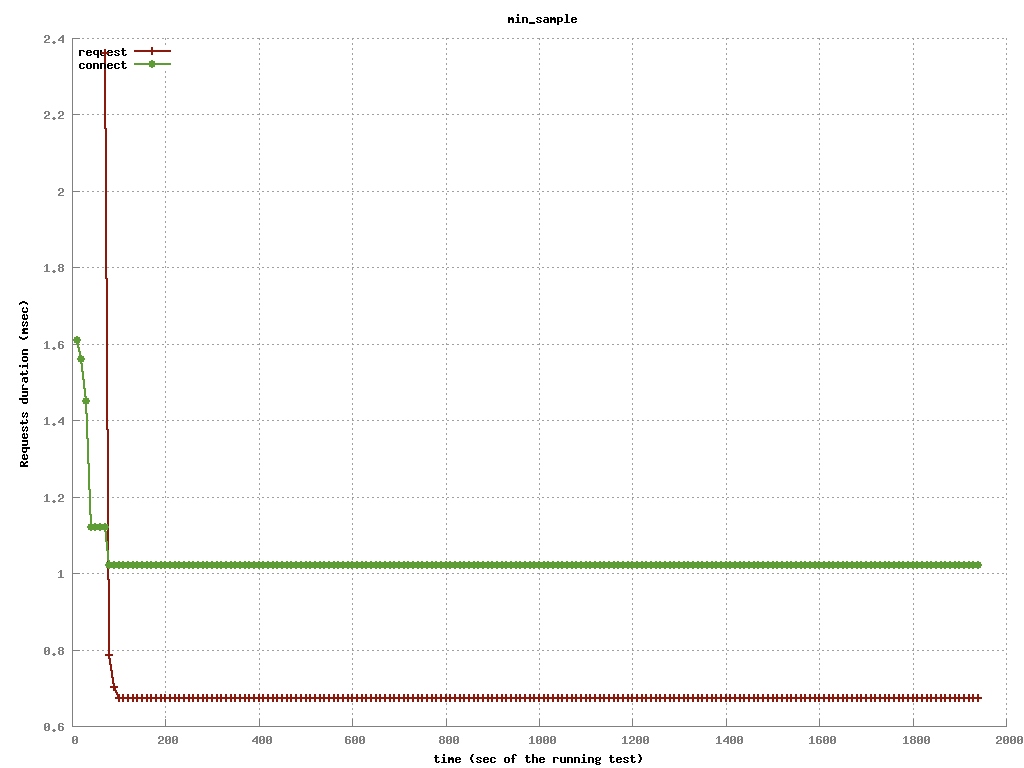 min_sample
request
connect
2.4
2.2
2
1.8
1.6
1.4
1.2
1
0.8
0.6
Requests duration (msec)
0 200 400 600 800 1000 1200 1400 1600 1800 2000
time (sec of the running test)